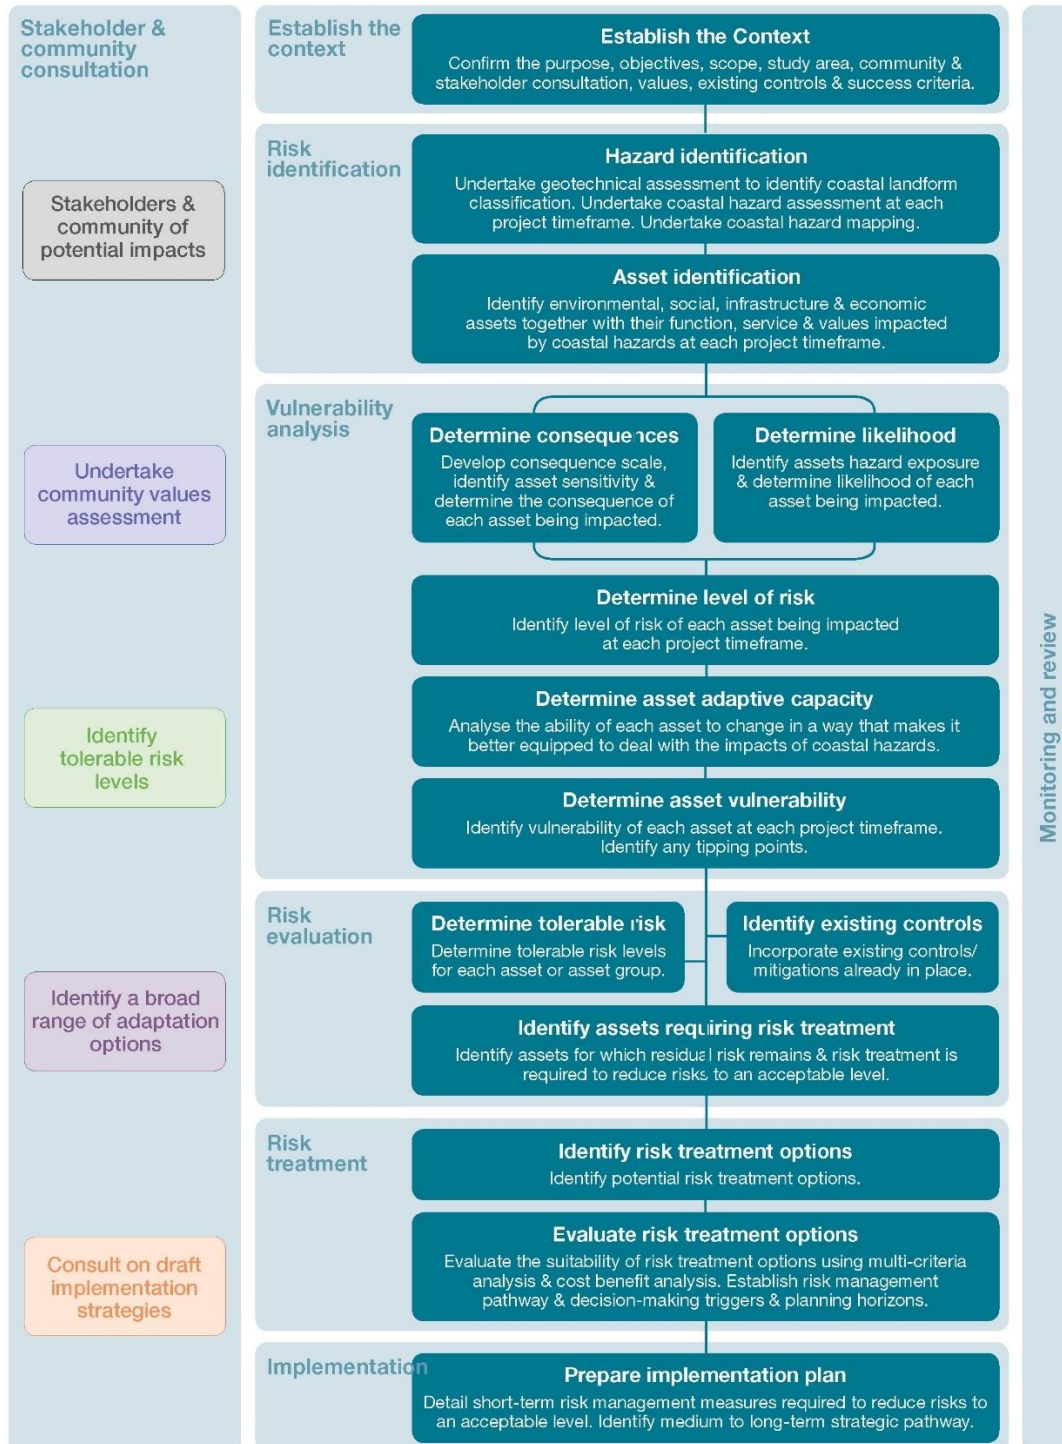 Stakeholder &
community
consultation
Stakeholders &
community of
potential impacts
Undertake
community values
assessment
Identify
tolerable risk
levels
Identify a broad
range of adaptation
options
Consult on draft
implementation
strategies
Establish the
context
Establish the Context
Confirm the purpose, objectives, scope, study area, community &
stakeholder consultation, values, existing controls & success criteria.
Risk
identification
Hazard identification
Undertake geotechnical assessment to identify coastal landform
classification. Undertake coastal hazard assessment at each
project timeframe. Undertake coastal hazard mapping.
Asset identification
Identify environmental, social, infrastructure & economic
assets together with their function, service & values impacted
by coastal hazards at each project timeframe.
Vulnerability
analysis
Determine consequences
Develop consequence scale,
identify asset sensitivity &
determine the consequence of
each asset being impacted.
Determine likelihood
Identify assets hazard exposure
& determine likelihood of each
asset being impacted.
Determine level of risk
Identify level of risk of each asset being impacted
at each project timeframe.
Determine asset adaptive capacity
Analyse the ability of each asset to change in a way that makes it
better equipped to deal with the impacts of coastal hazards.
Determine asset vulnerability
Identify vulnerability of each asset at each project timeframe.
Identify any tipping points.
Risk
evaluation
Determine tolerable risk
Determine tolerable risk levels
for each asset or asset group.
Identify existing controls
Incorporate existing controls/
mitigations already in place.
Identify assets requiring risk treatment
Identify assets for which residual risk remains & risk treatment is
required to reduce risks to an acceptable level.
Risk
treatment
Identify risk treatment options
Identify potential risk treatment options.
Evaluate risk treatment options
Evaluate the suitability of risk treatment options using multi-criteria
analysis & cost benefit analysis. Establish risk management
pathway & decision-making triggers & planning horizons.
Implementation
Prepare implementation plan
Detail short-term risk management measures required to reduce risks to
an acceptable level. Identify medium to long-term strategic pathway.
Monitoring and review